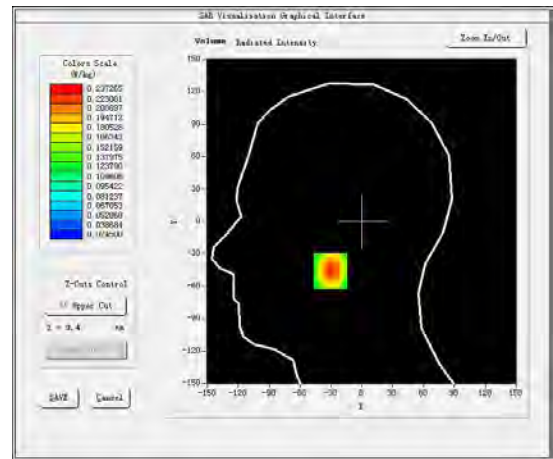 SAR Visualisation Graphical Interface
Volume Radiated Intensity
Zoom In/Out
Colors Scale
(W/kg)
0.237265
0.223081
0.208897
0.194712
0.180528
0.166343
0.152159
0.137975
0.123790
0.109606
0.095422
0.081237
0.067053
0.052868
0.038684
150
120
90
60
30
0
-30
-60
-90
-120
-150
Y
-150 -120 -90 -60 -30 0 30 60 90 120 150
X
Z-Cuts Control
Upper Cut
SAVE Cancel